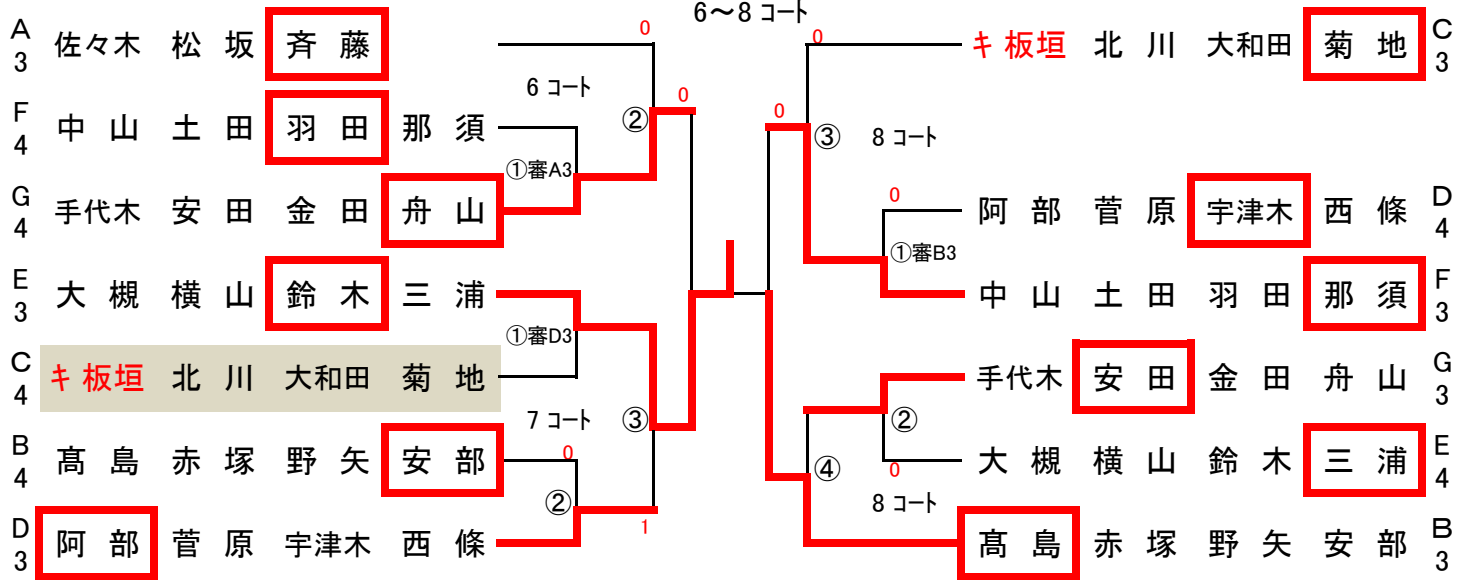 6～8 コート
A 3 佐々木 松 坂 斉 藤
0
0
ｷ 板垣 北 川 大和田 菊 地 C 3
6 コート
0
0
F 4 中 山 土 田 羽 田 那 須
②
③
8 コート
①審A3
G 4 手代木 安 田 金 田 舟 山
0
阿 部 菅 原 宇津木 西 條 D 4
①審B3
E 3 大 槻 横 山 鈴 木 三 浦
中 山 土 田 羽 田 那 須 F 3
①審D3
C 4 ｷ 板垣 北 川 大和田 菊 地
手代木 安 田 金 田 舟 山 G 3
7 コート
③
②
B 4 髙 島 赤 塚 野 矢 安 部
0
④
0
大 槻 横 山 鈴 木 三 浦 E 4
②
8 コート
1
D 3 阿 部 菅 原 宇津木 西 條
髙 島 赤 塚 野 矢 安 部 B 3